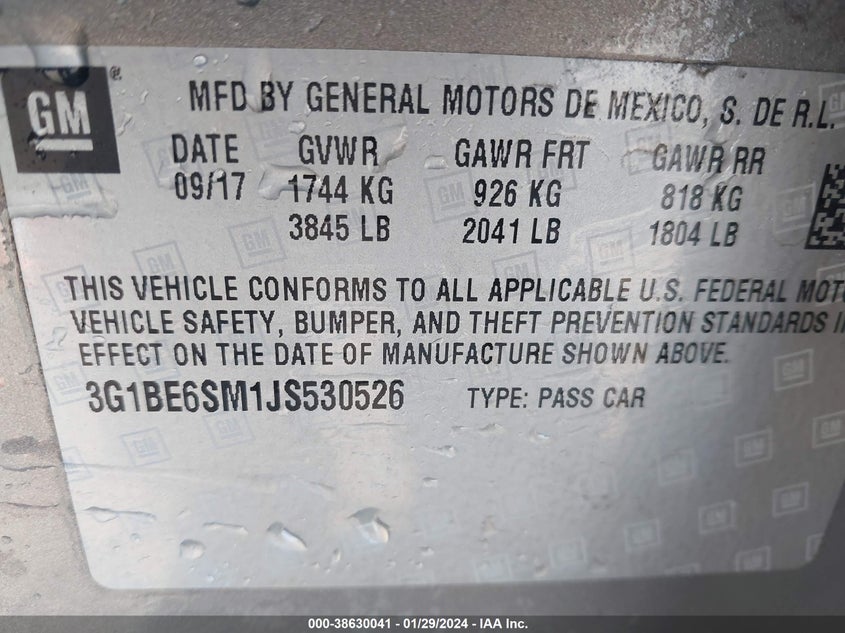 GM ®
MFD BY GENERAL MOTORS DE MEXICO, S. DE R.L.
DATE GVWR GAWR FRT GAWR RR
09/17 1744 KG 926 KG 818 KG
3845 LB 2041 LB 1804 LB
THIS VEHICLE CONFORMS TO ALL APPLICABLE U.S. FEDERAL
VEHICLE SAFETY, BUMPER, AND THEFT PREVENTION STANDARDS
EFFECT ON THE DATE OF MANUFACTURE SHOWN ABOVE.
3G1BE6SM1JS530526 TYPE: PASS CAR
000-38630041 - 01/29/2024 - IAA Inc.